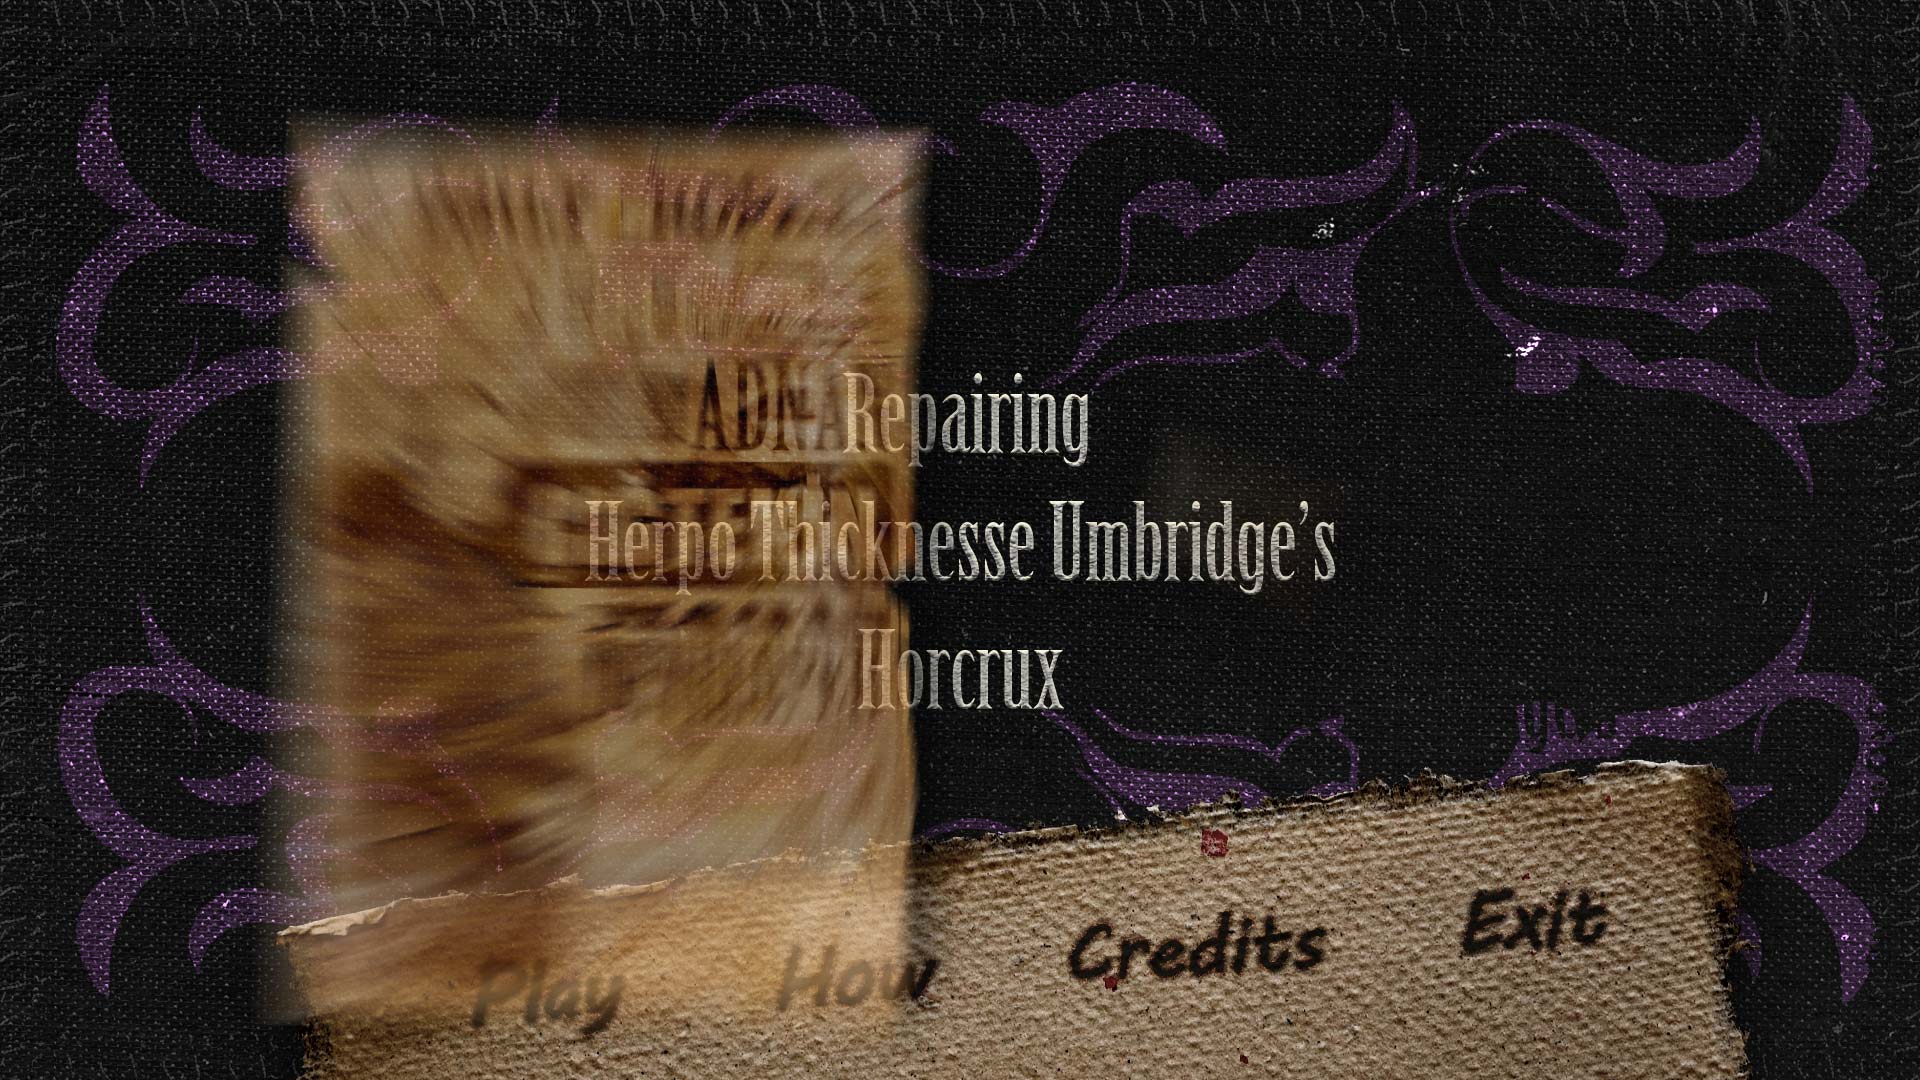 Repairing
Herpo Thicknesse Umbridge’s
Horcrux
Play How Credits Exit